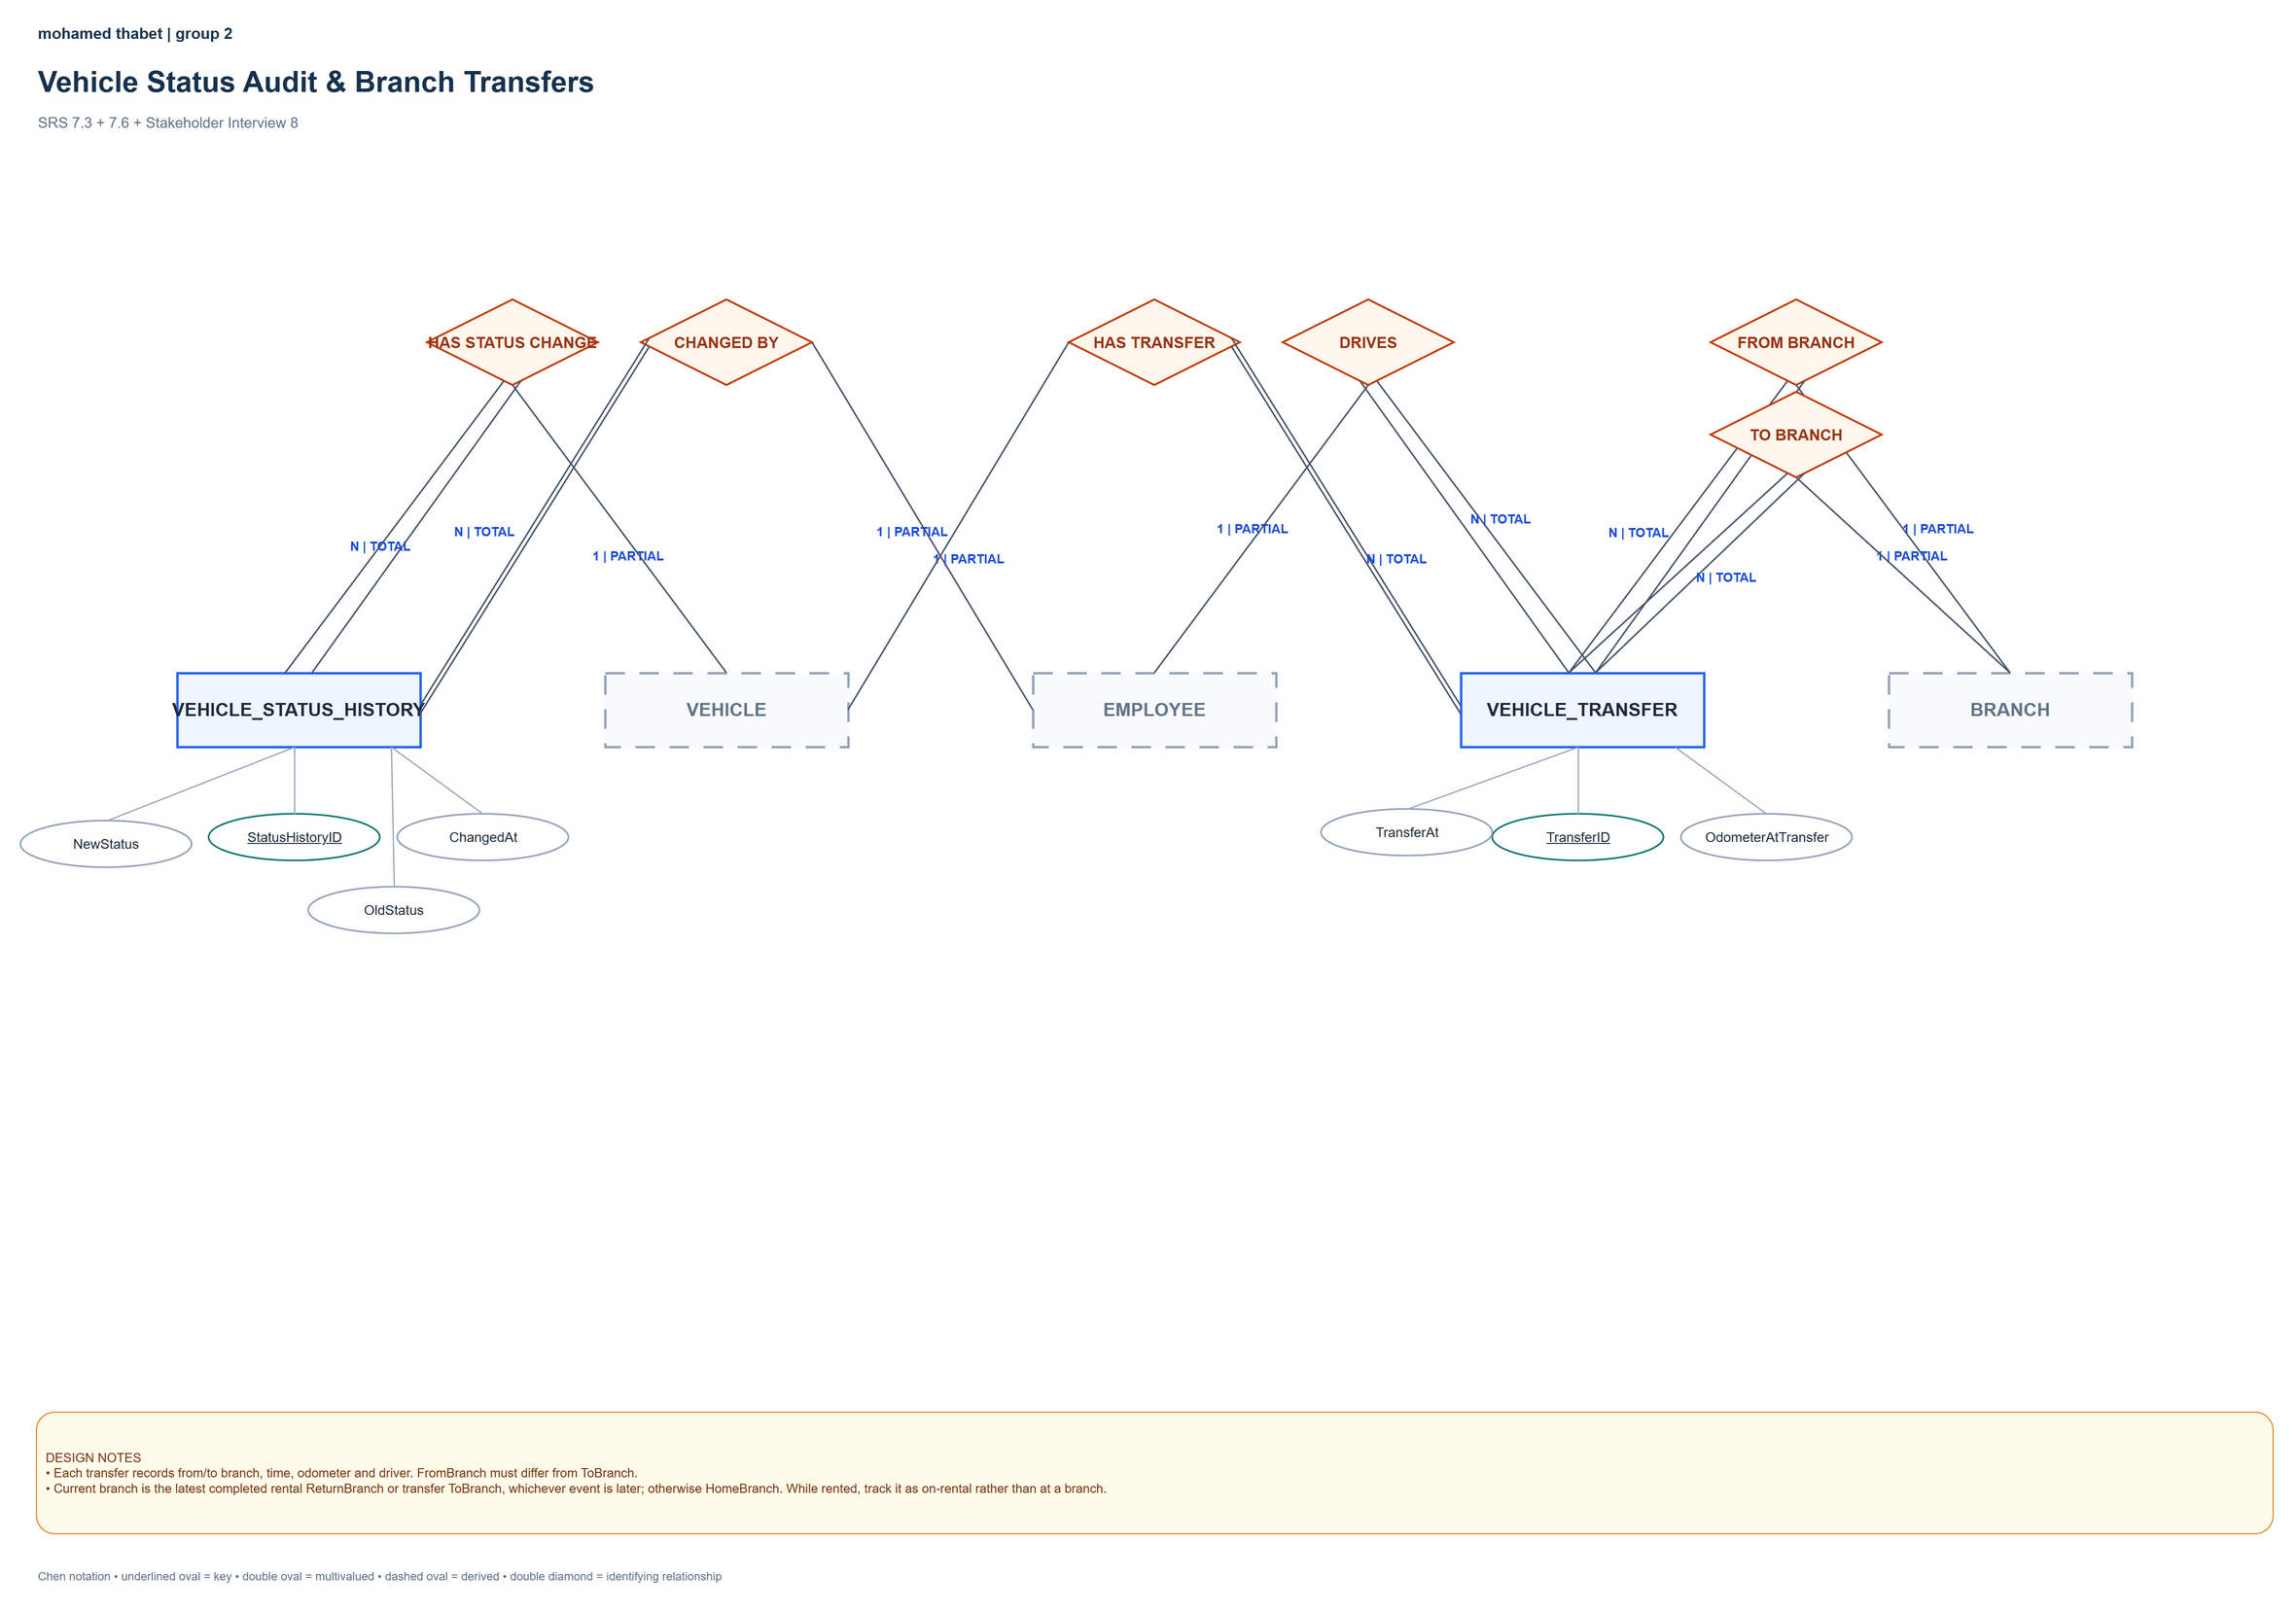 mohamed thabet | group 2
Vehicle Status Audit & Branch Transfers
SRS 7.3 + 7.6 + Stakeholder Interview 8
HAS STATUS CHANGE
CHANGED BY
HAS TRANSFER
DRIVES
FROM BRANCH
TO BRANCH
N | TOTAL
N | TOTAL
1 | PARTIAL
1 | PARTIAL
1 | PARTIAL
1 | PARTIAL
N | TOTAL
N | TOTAL
N | TOTAL
N | TOTAL
1 | PARTIAL
1 | PARTIAL
VEHICLE_STATUS_HISTORY
VEHICLE
EMPLOYEE
VEHICLE_TRANSFER
BRANCH
NewStatus
StatusHistoryID
ChangedAt
OldStatus
TransferAt
TransferID
OdometerAtTransfer
DESIGN NOTES
• Each transfer records from/to branch, time, odometer and driver. FromBranch must differ from ToBranch.
• Current branch is the latest completed rental ReturnBranch or transfer ToBranch, whichever event is later; otherwise HomeBranch. While rented, track it as on-rental rather than at a branch.
Chen notation • underlined oval = key • double oval = multivalued • dashed oval = derived • double diamond = identifying relationship